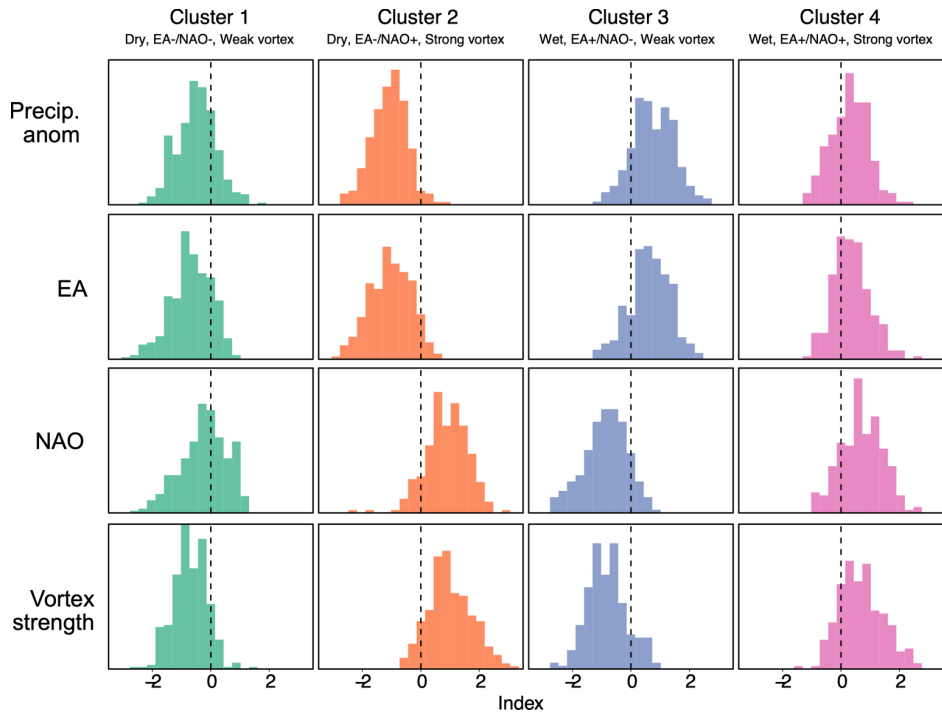 Cluster 1
Cluster 2
Cluster 3
Cluster 4
Dry, EA-/NAO-, Weak vortex
Dry, EA-/NAO+, Strong vortex
Wet, EA+/NAO-, Weak vortex
Wet, EA+/NAO+, Strong vortex
Precip.
anom
EA
NAO
Vortex
strength
-2 0 2 -2 0 2 -2 0 2 -2 0 2
Index